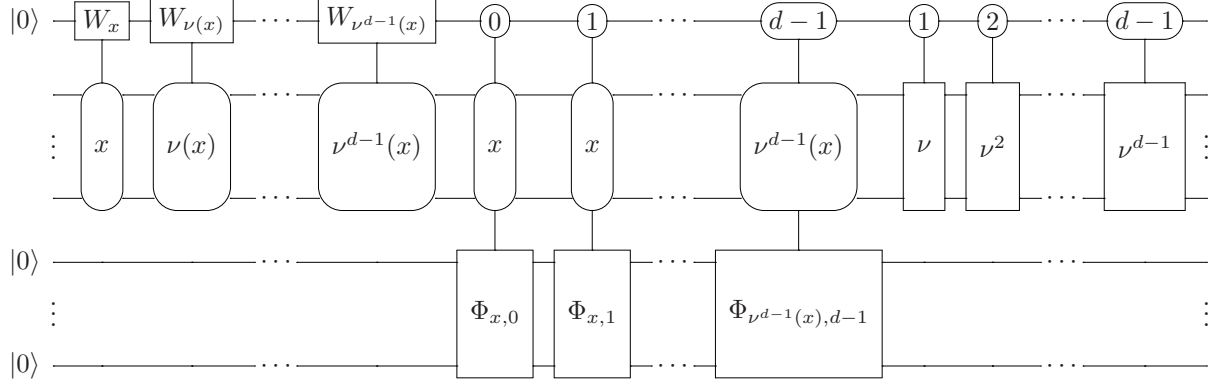 |0⟩ W_x W_{ν(x)} ··· W_{ν^{d−1}(x)} 0 1 ··· d − 1 1 2 ··· d − 1
··· ··· ···
⋮ x ν(x) ν^{d−1}(x) x x ν^{d−1}(x) ν ν^2 ν^{d−1} ⋮
··· ··· ···
|0⟩ ··· ··· ···
⋮ Φ_{x,0} Φ_{x,1} Φ_{ν^{d−1}(x),d−1} ⋮
|0⟩ ··· ··· ···